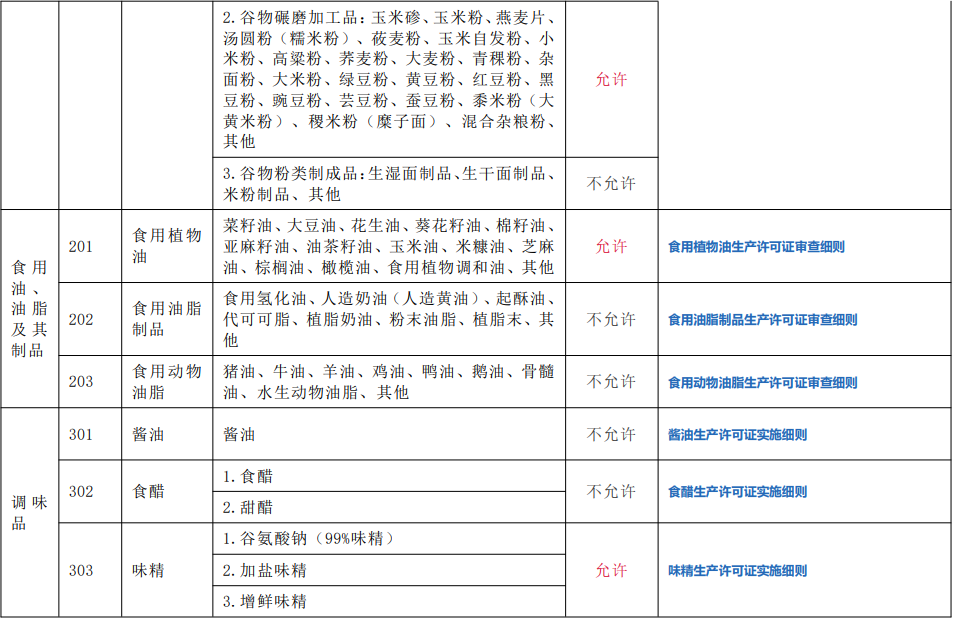 2.谷物碾磨加工品：玉米碜、玉米粉、燕麦片、
汤圆粉（糯米粉）、莜麦粉、玉米自发粉、小
米粉、高粱粉、荞麦粉、大麦粉、青稞粉、杂
面粉、大米粉、绿豆粉、黄豆粉、红豆粉、黑
豆粉、豌豆粉、芸豆粉、蚕豆粉、黍米粉（大
黄米粉）、稷米粉（糜子面）、混合杂粮粉、
其他
允许
3.谷物粉类制成品：生湿面制品、生干面制品、
米粉制品、其他
不允许
食用
油、
油脂
及其
制品
201
食用植物
油
菜籽油、大豆油、花生油、葵花籽油、棉籽油、
亚麻籽油、油茶籽油、玉米油、米糠油、芝麻
油、棕榈油、橄榄油、食用植物调和油、其他
允许
食用植物油生产许可证审查细则
202
食用油脂
制品
食用氢化油、人造奶油（人造黄油）、起酥油、
代可可脂、植脂奶油、粉末油脂、植脂末、其
他
不允许
食用油脂制品生产许可证审查细则
203
食用动物
油脂
猪油、牛油、羊油、鸡油、鸭油、鹅油、骨髓
油、水生动物油脂、其他
不允许
食用动物油脂生产许可证审查细则
调味
品
301
酱油
酱油
不允许
酱油生产许可证实施细则
302
食醋
1.食醋
2.甜醋
不允许
食醋生产许可证实施细则
303
味精
1.谷氨酸钠（99%味精）
2.加盐味精
3.增鲜味精
允许
味精生产许可证实施细则